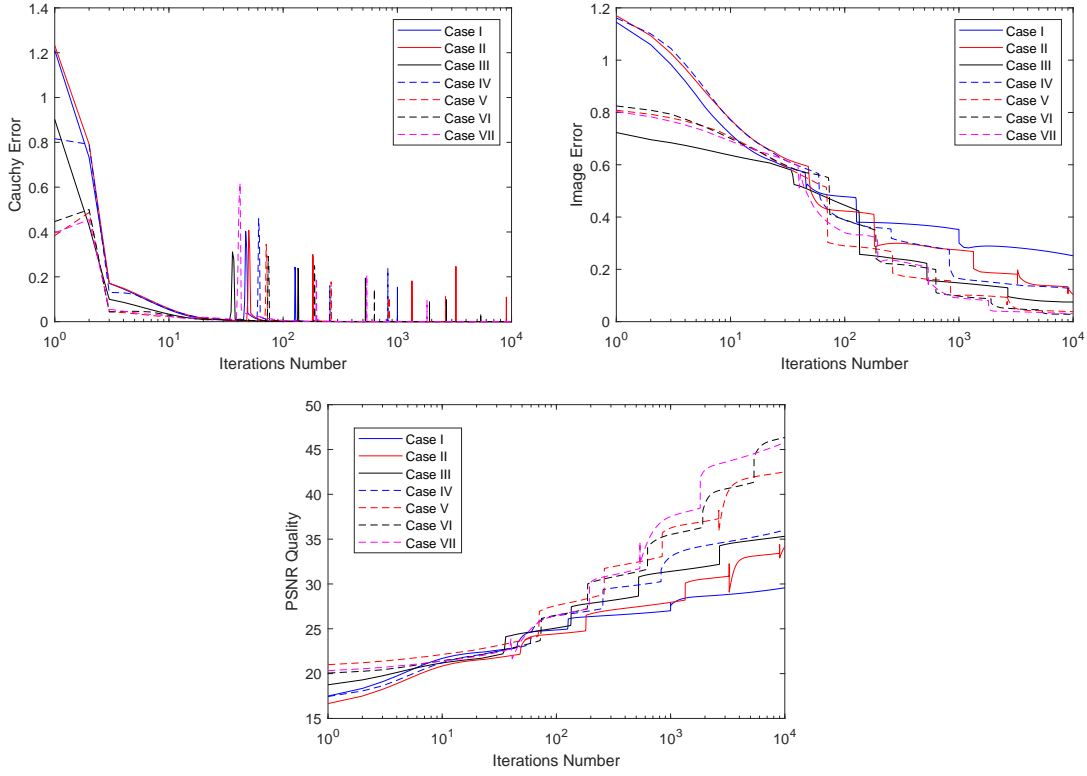 1.4
1.2
1
0.8
0.6
0.4
0.2
0
10^0
10^1
10^2
10^3
10^4
Cauchy Error
Iterations Number
Case I
Case II
Case III
Case IV
Case V
Case VI
Case VII
1.2
1
0.8
0.6
0.4
0.2
0
10^0
10^1
10^2
10^3
10^4
Image Error
Iterations Number
Case I
Case II
Case III
Case IV
Case V
Case VI
Case VII
50
45
40
35
30
25
20
15
10^0
10^1
10^2
10^3
10^4
PSNR Quality
Iterations Number
Case I
Case II
Case III
Case IV
Case V
Case VI
Case VII